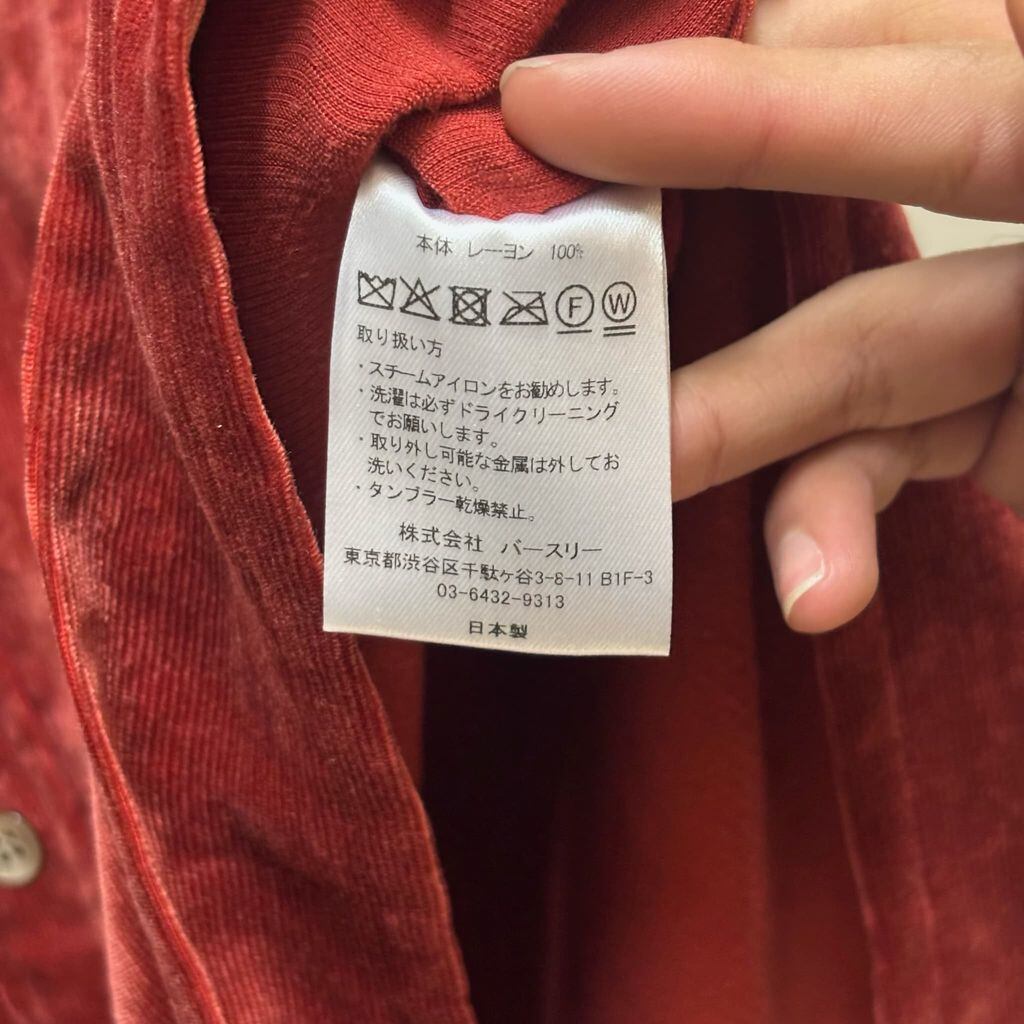 本体 レーヨン 100%
F W
取り扱い方
・スチームアイロンをお勧めします。
・洗濯は必ずドライクリーニング
でお願いします。
・取り外し可能な金属は外してお
洗いください。
・タンブラー乾燥禁止。
株式会社 バースリー
東京都渋谷区千駄ヶ谷3-8-11 B1F-3
03-6432-9313
日本製